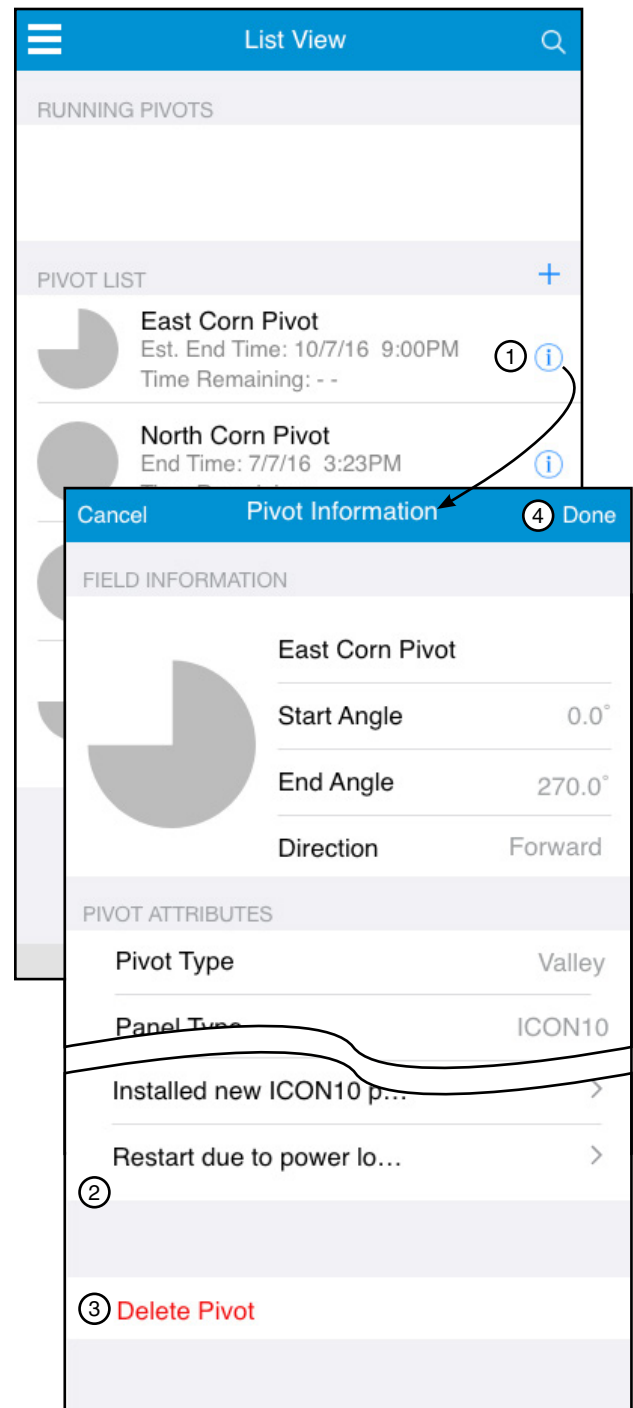 List View
RUNNING PIVOTS
PIVOT LIST
+
East Corn Pivot
Est. End Time: 10/7/16 9:00PM
Time Remaining: - -
1 i
North Corn Pivot
End Time: 7/7/16 3:23PM
i
Cancel Pivot Information 4 Done
FIELD INFORMATION
East Corn Pivot
Start Angle 0.0°
End Angle 270.0°
Direction Forward
PIVOT ATTRIBUTES
Pivot Type Valley
Panel Type ICON10
Installed new ICON10 p... >
Restart due to power lo... >
2
3 Delete Pivot